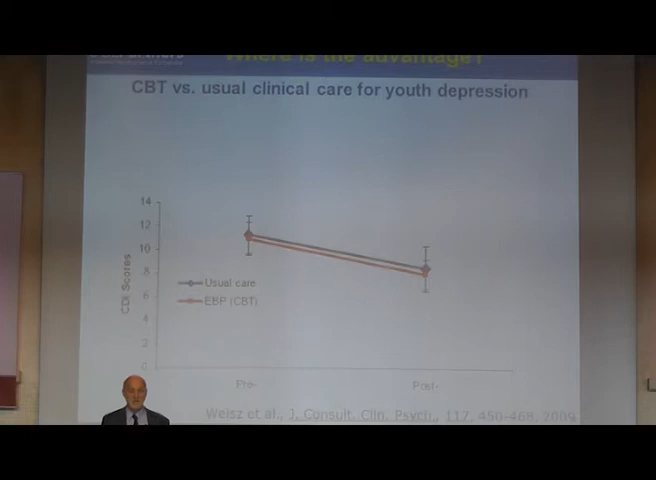 Where is the advantage?
CBT vs. usual clinical care for youth depression
14
12
10
8
6
4
2
0
CDI Scores
Usual care
EBP (CBT)
Pre-
Post-
Weisz et al., J. Consult. Clin. Psych., 117, 450-468, 2009